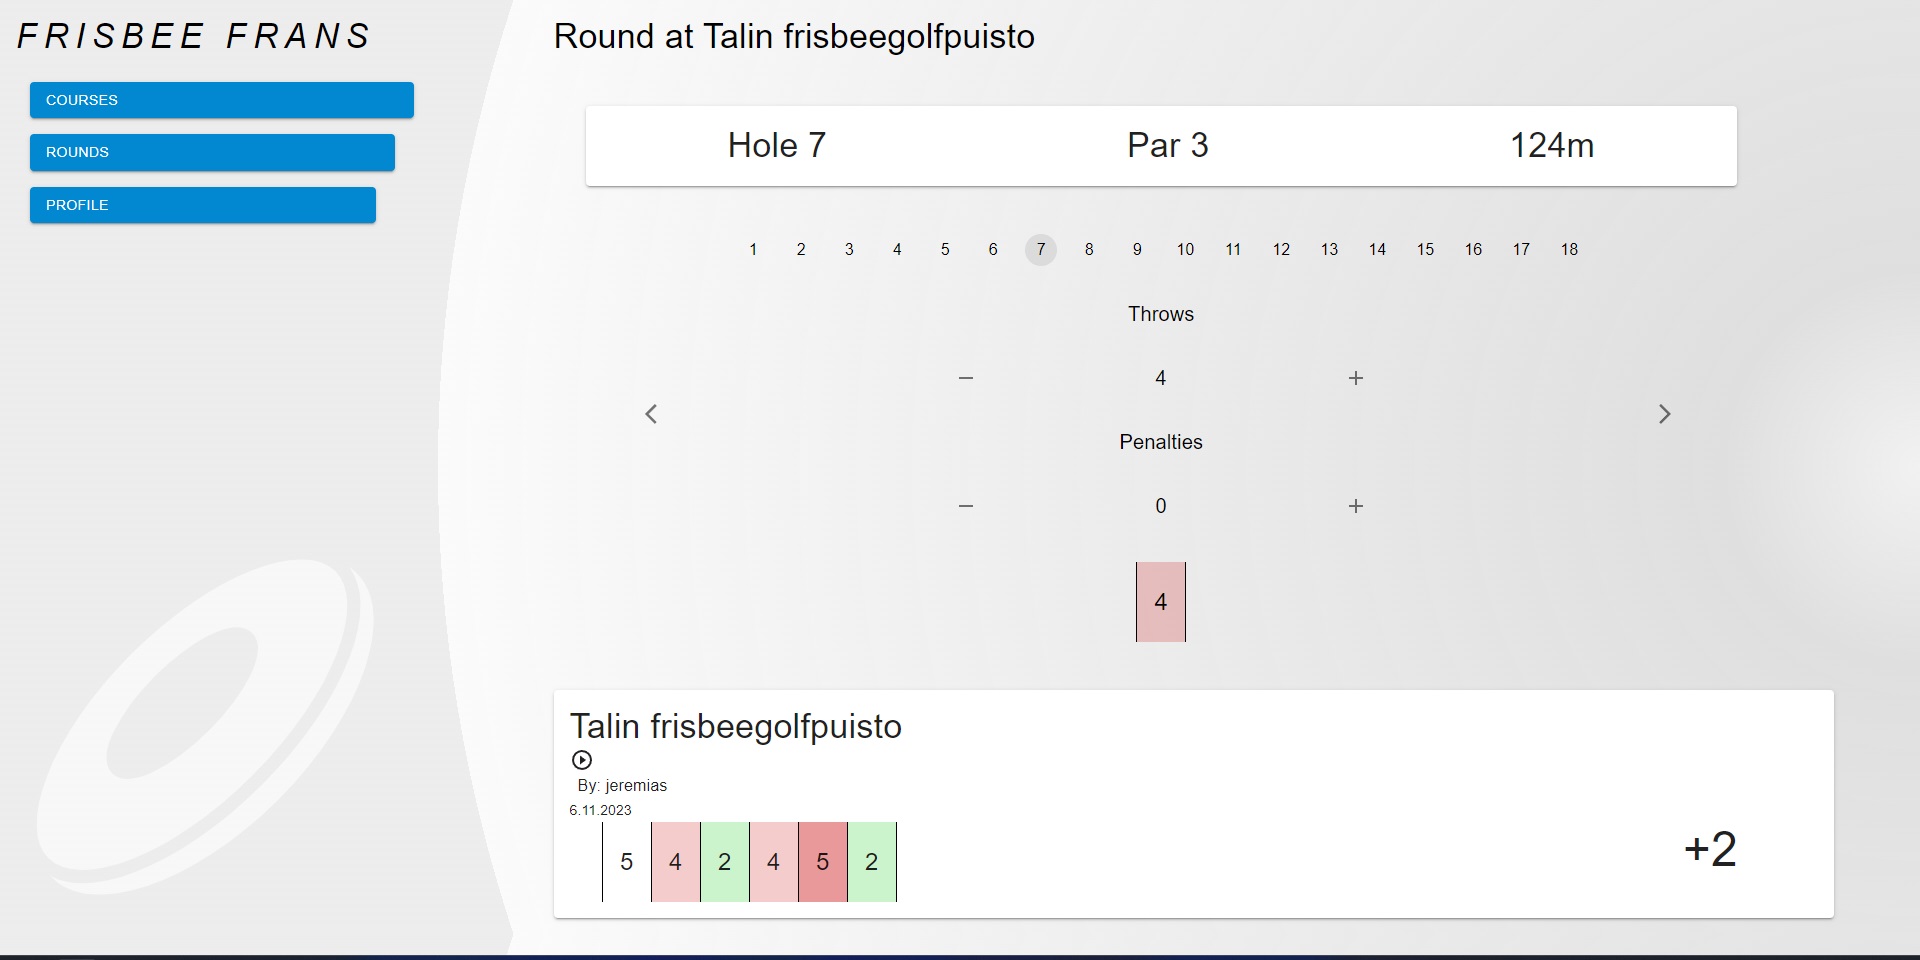 FRISBEE FRANS
COURSES
ROUNDS
PROFILE
Round at Talin frisbeegolfpuisto
Hole 7 Par 3 124m
1 2 3 4 5 6 7 8 9 10 11 12 13 14 15 16 17 18
Throws
− 4 +
Penalties
− 0 +
4
Talin frisbeegolfpuisto
By: jeremias
6.11.2023
5 4 2 4 5 2
+2